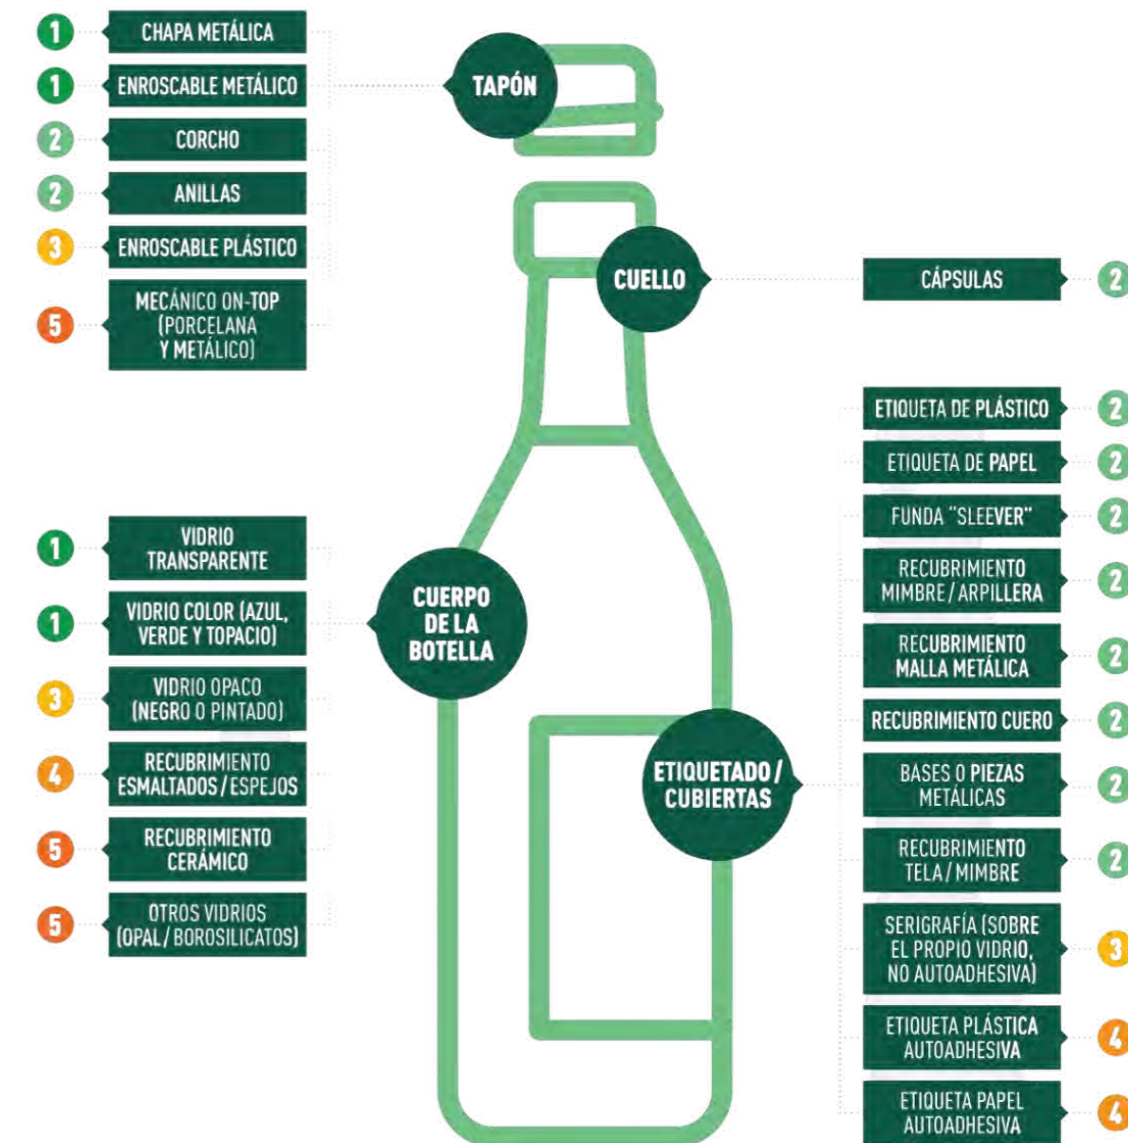 1
CHAPA METÁLICA
1
ENROSCABLE METÁLICO
2
CORCHO
2
ANILLAS
3
ENROSCABLE PLÁSTICO
5
MECÁNICO ON-TOP
(PORCELANA
Y METÁLICO)
TAPÓN
CUELLO
CÁPSULAS
2
1
VIDRIO
TRANSPARENTE
1
VIDRIO COLOR (AZUL,
VERDE Y TOPACIO)
3
VIDRIO OPACO
(NEGRO O PINTADO)
4
RECUBRIMIENTO
ESMALTADOS/ESPEJOS
5
RECUBRIMIENTO
CERÁMICO
5
OTROS VIDRIOS
(OPAL/BOROSILICATOS)
CUERPO
DE LA
BOTELLA
ETIQUETADO/
CUBIERTAS
ETIQUETA DE PLÁSTICO
2
ETIQUETA DE PAPEL
2
FUNDA "SLEEVER"
2
RECUBRIMIENTO
MIMBRE/ARPILLERA
2
RECUBRIMIENTO
MALLA METÁLICA
2
RECUBRIMIENTO CUERO
2
BASES O PIEZAS
METÁLICAS
2
RECUBRIMIENTO
TELA/MIMBRE
2
SERIGRAFÍA (SOBRE
EL PROPIO VIDRIO,
NO AUTOADHESIVA)
3
ETIQUETA PLÁSTICA
AUTOADHESIVA
4
ETIQUETA PAPEL
AUTOADHESIVA
4